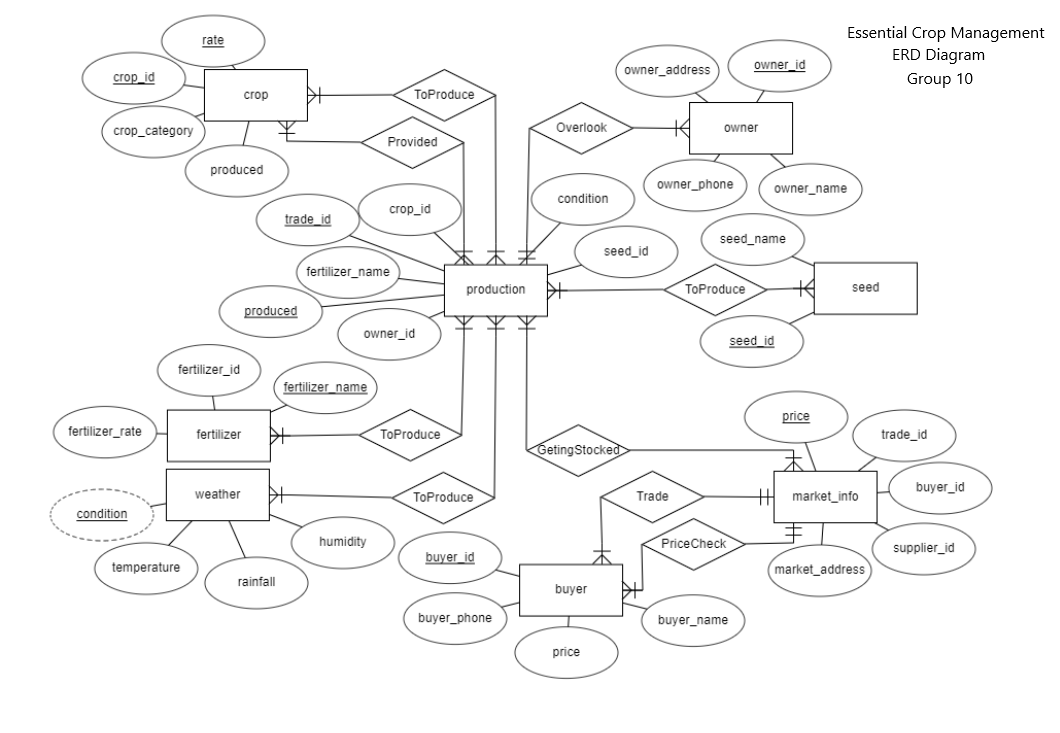 Essential Crop Management
ERD Diagram
Group 10
rate
crop_id
crop
crop_category
produced
ToProduce
Provided
owner_address
owner_id
Overlook
owner
owner_phone
owner_name
trade_id
crop_id
condition
seed_id
fertilizer_name
produced
owner_id
production
ToProduce
seed_name
seed
seed_id
fertilizer_id
fertilizer_name
fertilizer_rate
fertilizer
ToProduce
weather
ToProduce
condition
temperature
rainfall
humidity
GetingStocked
price
trade_id
market_info
buyer_id
supplier_id
market_address
Trade
PriceCheck
buyer_id
buyer
buyer_phone
price
buyer_name